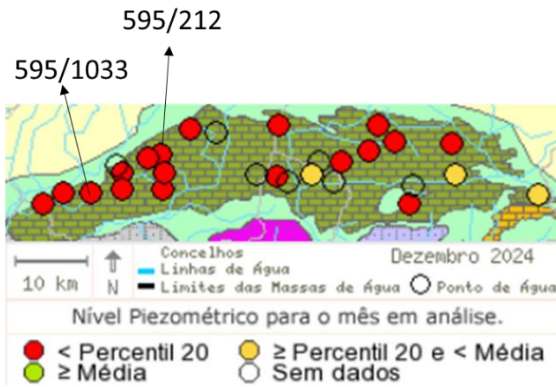 595/212
595/1033
Concelhos
Linhas de Água
Limites das Massas de Água
Dezembro 2024
Ponto de Água
10 km
N
Nível Piezométrico para o mês em análise.
< Percentil 20
≥ Percentil 20 e < Média
≥ Média
Sem dados